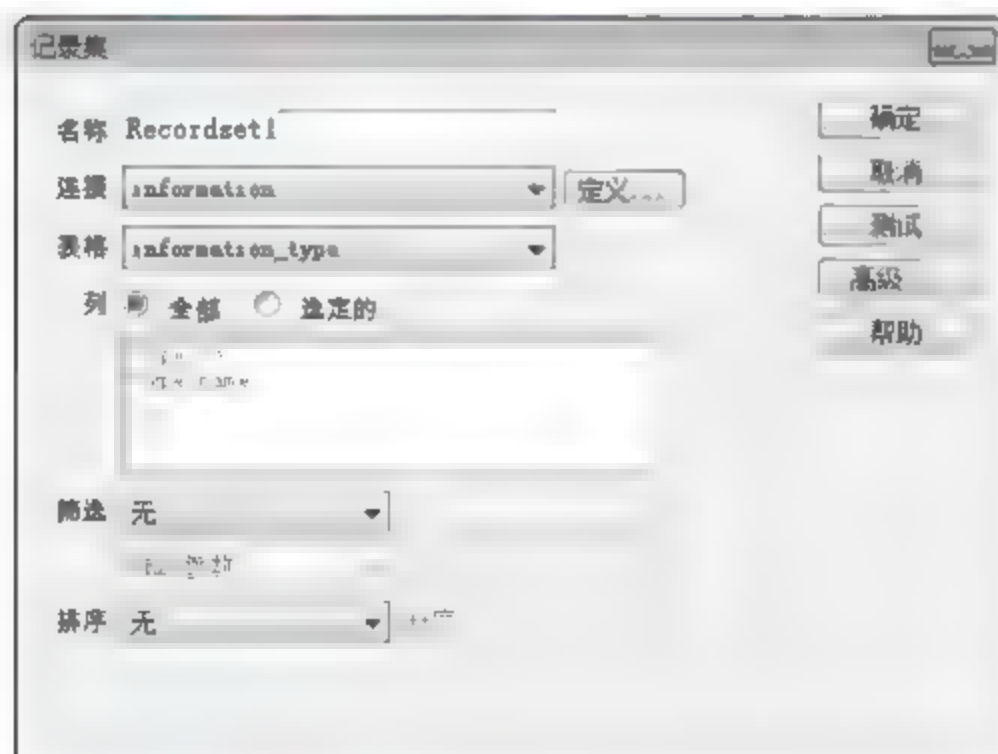 记录集
名称 Recordset1
确定
连接 information 定义...
取消
表格 information_type
测试
列 全部 选定的
高级
帮助
name
筛选 无
排序 无